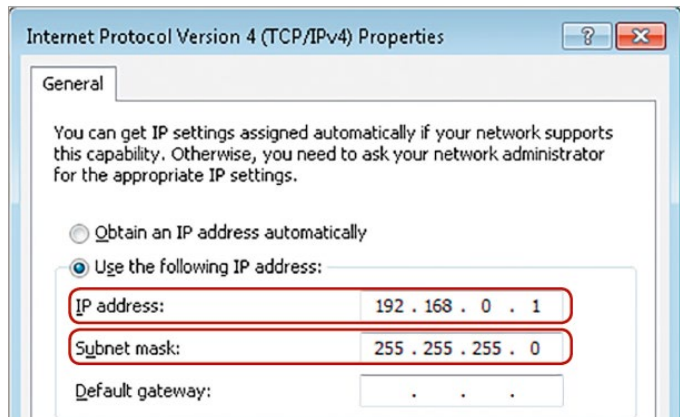 Internet Protocol Version 4 (TCP/IPv4) Properties
General
You can get IP settings assigned automatically if your network supports
this capability. Otherwise, you need to ask your network administrator
for the appropriate IP settings.
Obtain an IP address automatically
Use the following IP address:
IP address: 192 . 168 . 0 . 1
Subnet mask: 255 . 255 . 255 . 0
Default gateway: . . .